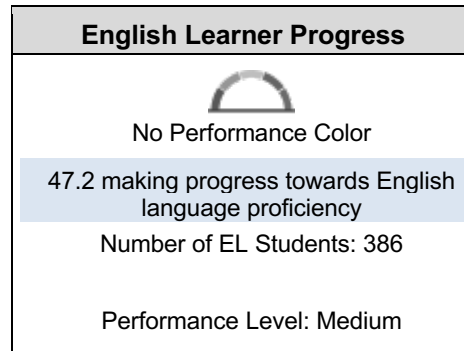 English Learner Progress
No Performance Color
47.2 making progress towards English
language proficiency
Number of EL Students: 386
Performance Level: Medium